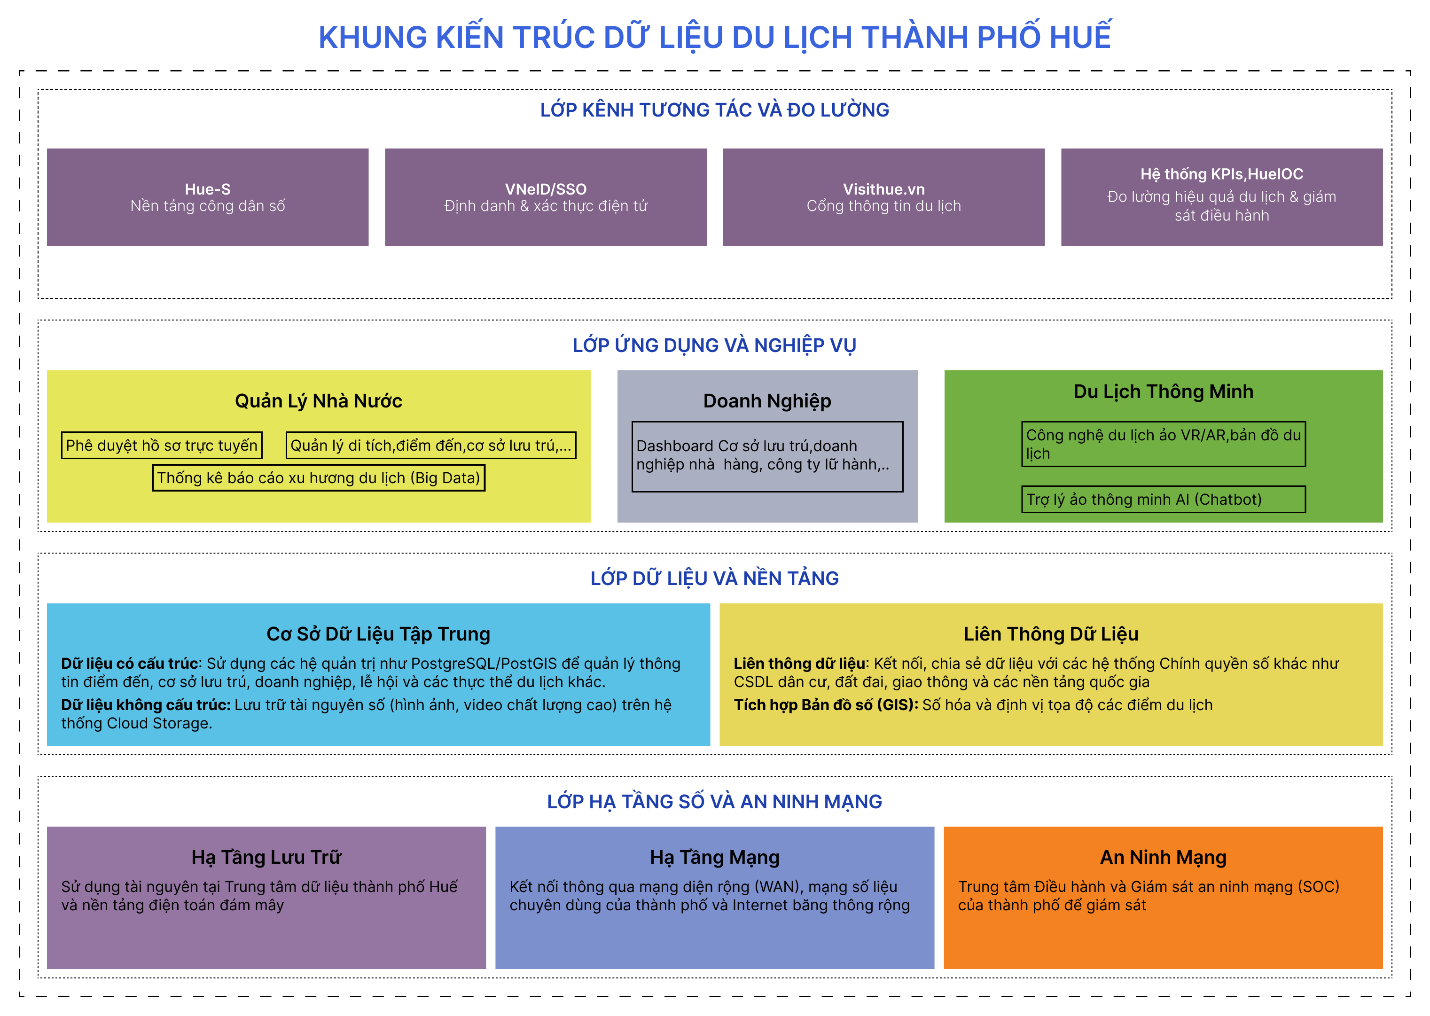 KHUNG KIẾN TRÚC DỮ LIỆU DU LỊCH THÀNH PHỐ HUẾ
LỚP KÊNH TƯƠNG TÁC VÀ ĐO LƯỜNG
Hue-S
Nền tảng công dân số
VNeID/SSO
Định danh & xác thực điện tử
Visithue.vn
Cổng thông tin du lịch
Hệ thống KPIs,HueIOC
Đo lường hiệu quả du lịch & giám
sát điều hành
LỚP ỨNG DỤNG VÀ NGHIỆP VỤ
Quản Lý Nhà Nước
Phê duyệt hồ sơ trực tuyến
Quản lý di tích,điểm đến,cơ sở lưu trú,...
Thống kê báo cáo xu hương du lịch (Big Data)
Doanh Nghiệp
Dashboard Cơ sở lưu trú,doanh
nghiệp nhà  hàng, công ty lữ hành,..
Du Lịch Thông Minh
Công nghệ du lịch ảo VR/AR,bản đồ du
lịch
Trợ lý ảo thông minh AI (Chatbot)
LỚP DỮ LIỆU VÀ NỀN TẢNG
Cơ Sở Dữ Liệu Tập Trung
Dữ liệu có cấu trúc: Sử dụng các hệ quản trị như PostgreSQL/PostGIS để quản lý thông
tin điểm đến, cơ sở lưu trú, doanh nghiệp, lễ hội và các thực thể du lịch khác.
Dữ liệu không cấu trúc: Lưu trữ tài nguyên số (hình ảnh, video chất lượng cao) trên hệ
thống Cloud Storage.
Liên Thông Dữ Liệu
Liên thông dữ liệu: Kết nối, chia sẻ dữ liệu với các hệ thống Chính quyền số khác như
CSDL dân cư, đất đai, giao thông và các nền tảng quốc gia
Tích hợp Bản đồ số (GIS): Số hóa và định vị tọa độ các điểm du lịch
LỚP HẠ TẦNG SỐ VÀ AN NINH MẠNG
Hạ Tầng Lưu Trữ
Sử dụng tài nguyên tại Trung tâm dữ liệu thành phố Huế
và nền tảng điện toán đám mây
Hạ Tầng Mạng
Kết nối thông qua mạng diện rộng (WAN), mạng số liệu
chuyên dùng của thành phố và Internet băng thông rộng
An Ninh Mạng
Trung tâm Điều hành và Giám sát an ninh mạng (SOC)
của thành phố để giám sát